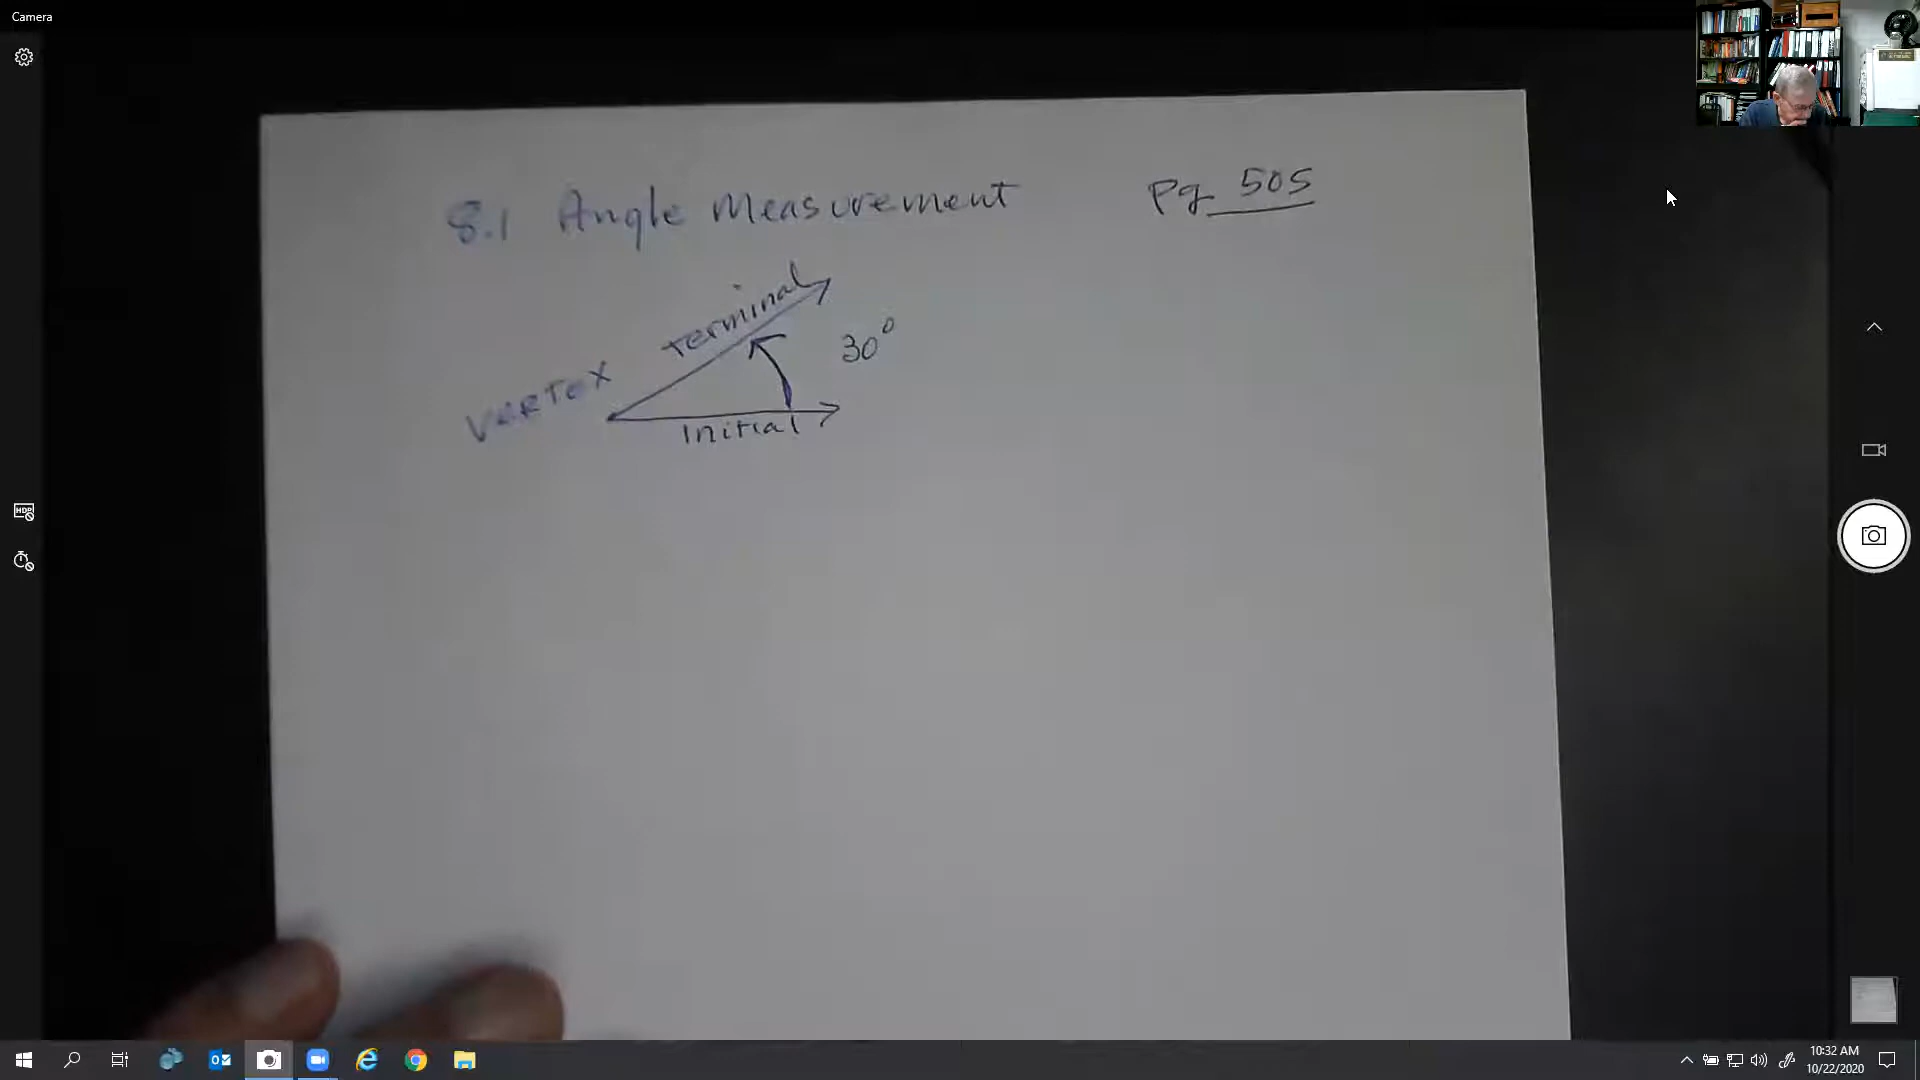 Camera
8.1 Angle Measurement Pg 505
terminal
30°
VERTEX
Initial
10:32 AM
10/22/2020